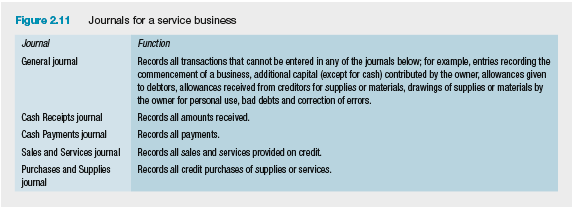 Figure 2.11 Journals for a service business
Journal Function
General journal Records all transactions that cannot be entered in any of the journals below; for example, entries recording the
commencement of a business, additional capital (except for cash) contributed by the owner, allowances given
to debtors, allowances received from creditors for supplies or materials, drawings of supplies or materials by
the owner for personal use, bad debts and correction of errors.
Cash Receipts journal Records all amounts received.
Cash Payments journal Records all payments.
Sales and Services journal Records all sales and services provided on credit.
Purchases and Supplies Records all credit purchases of supplies or services.
journal